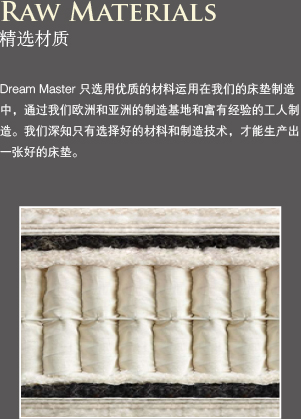 RAW MATERIALS
精选材质
Dream Master 只选用优质的材料运用在我们的床垫制造
中，通过我们欧洲和亚洲的制造基地和富有经验的工人制
造。我们深知只有选择好的材料和制造技术，才能生产出
一张好的床垫。